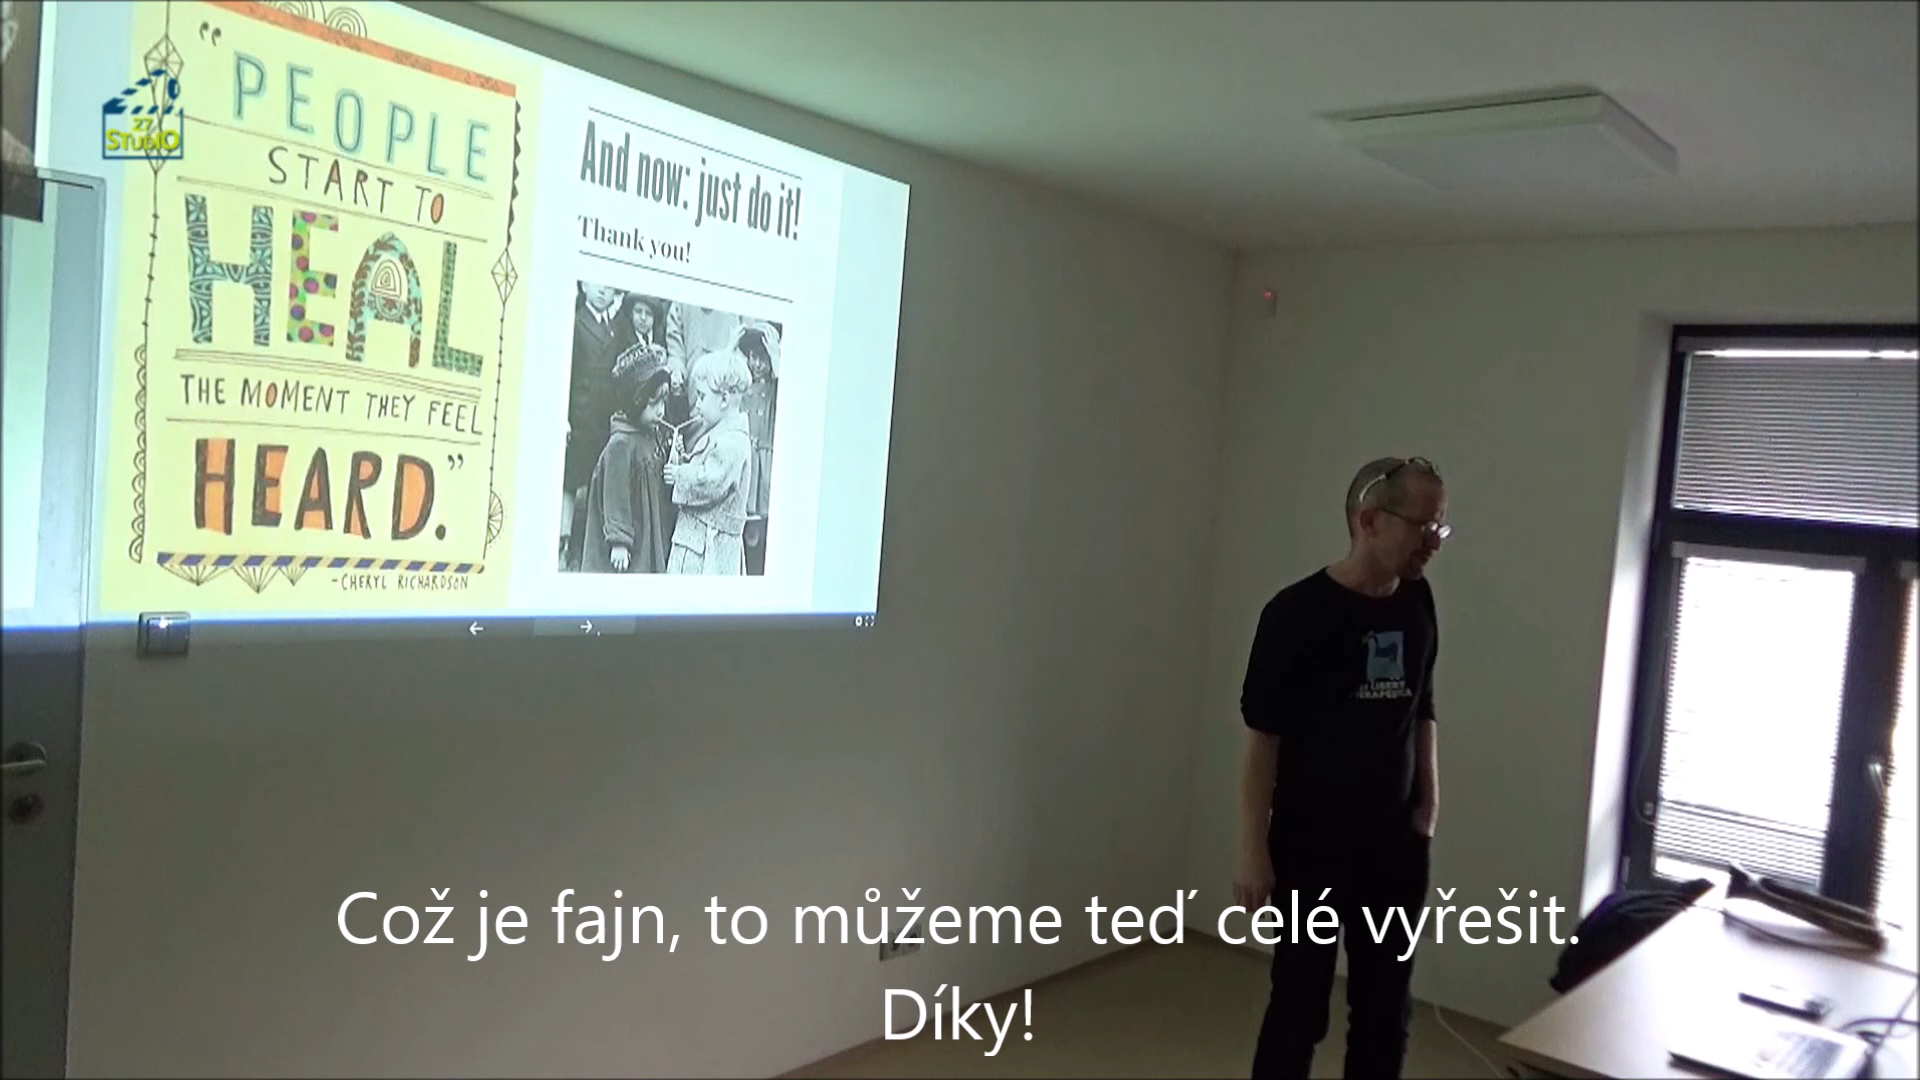 27
STUDIO
“PEOPLE
START TO
HEAL
THE MOMENT THEY FEEL
HEARD.”
-CHERYL RICHARDSON
And now: just do it!
Thank you!
Což je fajn, to můžeme teď celé vyřešit.
Díky!